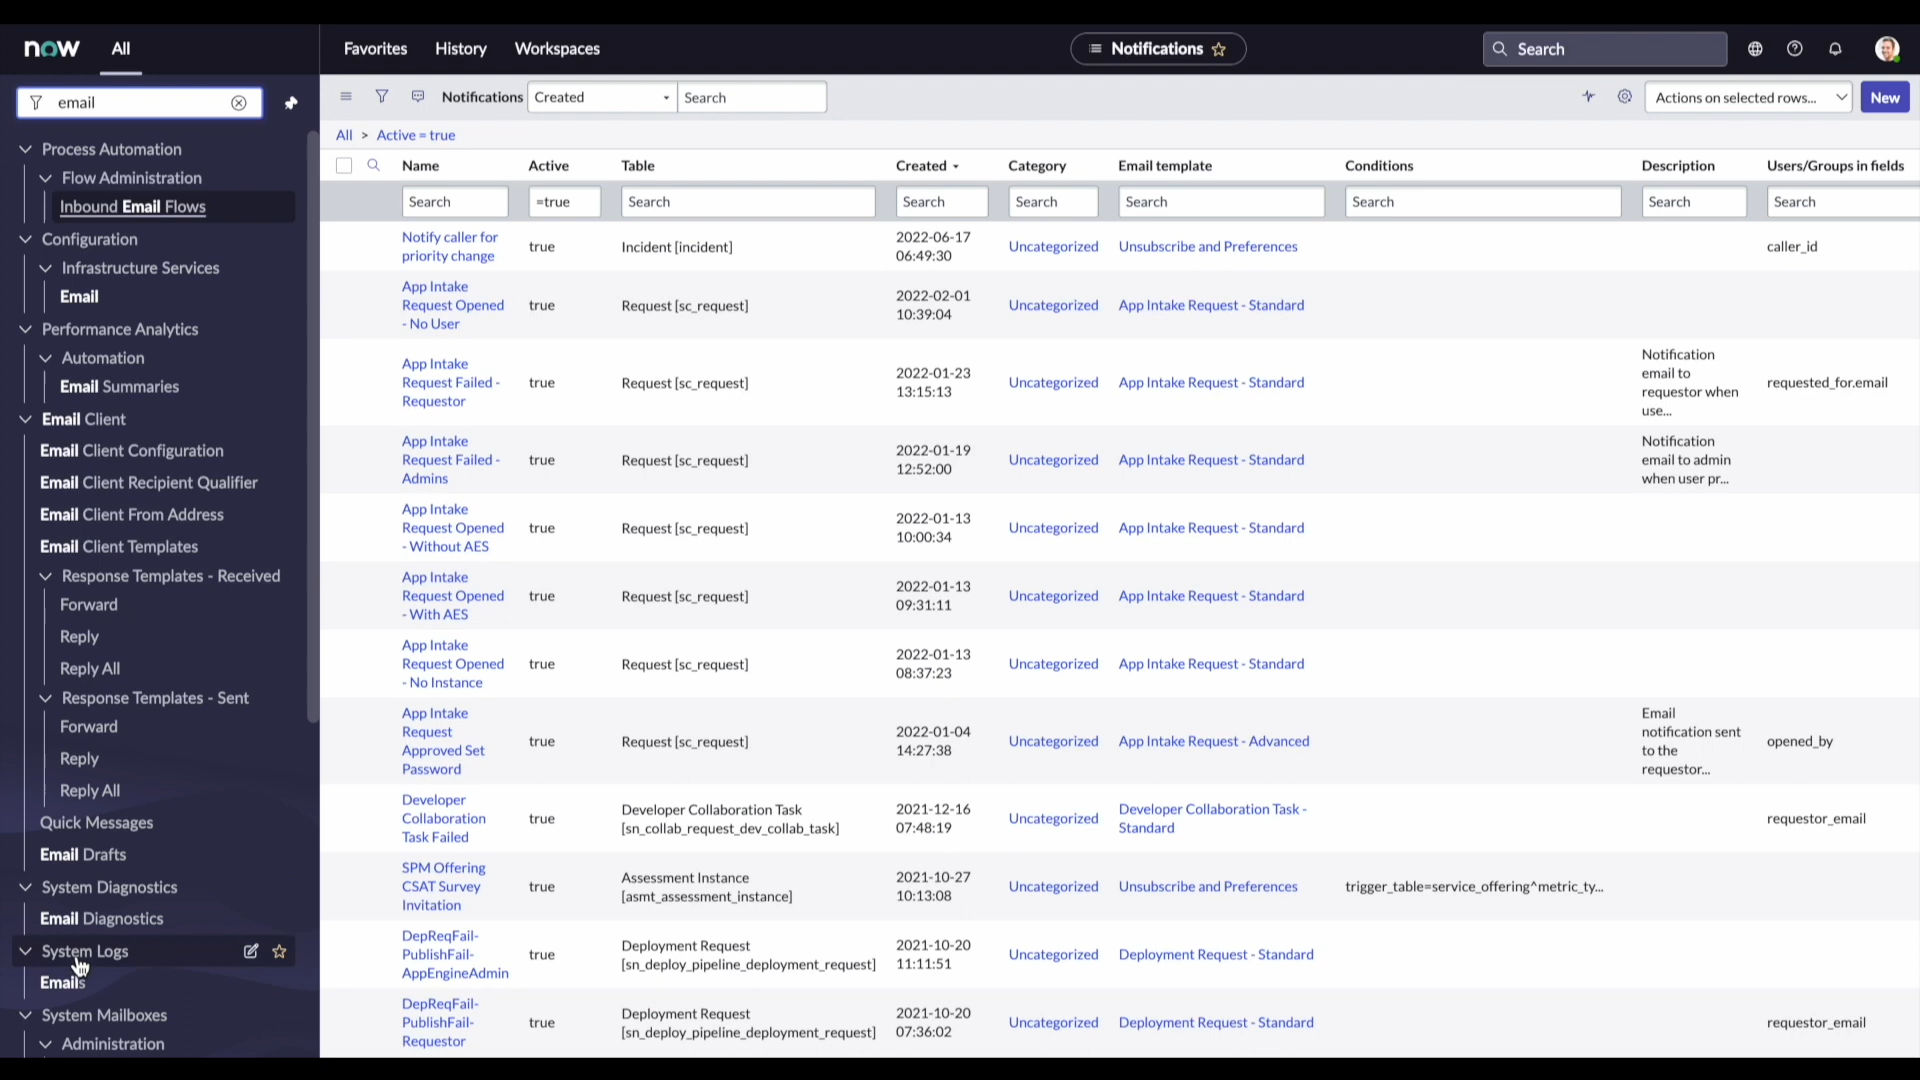 now
All
Favorites
History
Workspaces
Notifications
Search
email
Notifications
Created
Search
Actions on selected rows...
New
Process Automation
Flow Administration
Inbound Email Flows
Configuration
Infrastructure Services
Email
Performance Analytics
Automation
Email Summaries
Email Client
Email Client Configuration
Email Client Recipient Qualifier
Email Client From Address
Email Client Templates
Response Templates - Received
Forward
Reply
Reply All
Response Templates - Sent
Forward
Reply
Reply All
Quick Messages
Email Drafts
System Diagnostics
Email Diagnostics
System Logs
Emails
System Mailboxes
Administration
All > Active = true
Name Active Table Created Category Email template Conditions Description Users/Groups in fields
Search =true Search Search Search Search Search Search Search
Notify caller for
priority change
true
Incident [incident]
2022-06-17
06:49:30
Uncategorized
Unsubscribe and Preferences
caller_id
App Intake
Request Opened
- No User
true
Request [sc_request]
2022-02-01
10:39:04
Uncategorized
App Intake Request - Standard
App Intake
Request Failed -
Requestor
true
Request [sc_request]
2022-01-23
13:15:13
Uncategorized
App Intake Request - Standard
Notification
email to
requestor when
use...
requested_for.email
App Intake
Request Failed -
Admins
true
Request [sc_request]
2022-01-19
12:52:00
Uncategorized
App Intake Request - Standard
Notification
email to admin
when user pr...
App Intake
Request Opened
- Without AES
true
Request [sc_request]
2022-01-13
10:00:34
Uncategorized
App Intake Request - Standard
App Intake
Request Opened
- With AES
true
Request [sc_request]
2022-01-13
09:31:11
Uncategorized
App Intake Request - Standard
App Intake
Request Opened
- No Instance
true
Request [sc_request]
2022-01-13
08:37:23
Uncategorized
App Intake Request - Standard
App Intake
Request
Approved Set
Password
true
Request [sc_request]
2022-01-04
14:27:38
Uncategorized
App Intake Request - Advanced
Email
notification sent
to the
requestor...
opened_by
Developer
Collaboration
Task Failed
true
Developer Collaboration Task
[sn_collab_request_dev_collab_task]
2021-12-16
07:48:19
Uncategorized
Developer Collaboration Task -
Standard
requestor_email
SPM Offering
CSAT Survey
Invitation
true
Assessment Instance
[asmt_assessment_instance]
2021-10-27
10:13:08
Uncategorized
Unsubscribe and Preferences
trigger_table=service_offering^metric_ty...
DepReqFail-
PublishFail-
AppEngineAdmin
true
Deployment Request
[sn_deploy_pipeline_deployment_request]
2021-10-20
11:11:51
Uncategorized
Deployment Request - Standard
DepReqFail-
PublishFail-
Requestor
true
Deployment Request
[sn_deploy_pipeline_deployment_request]
2021-10-20
07:36:02
Uncategorized
Deployment Request - Standard
requestor_email